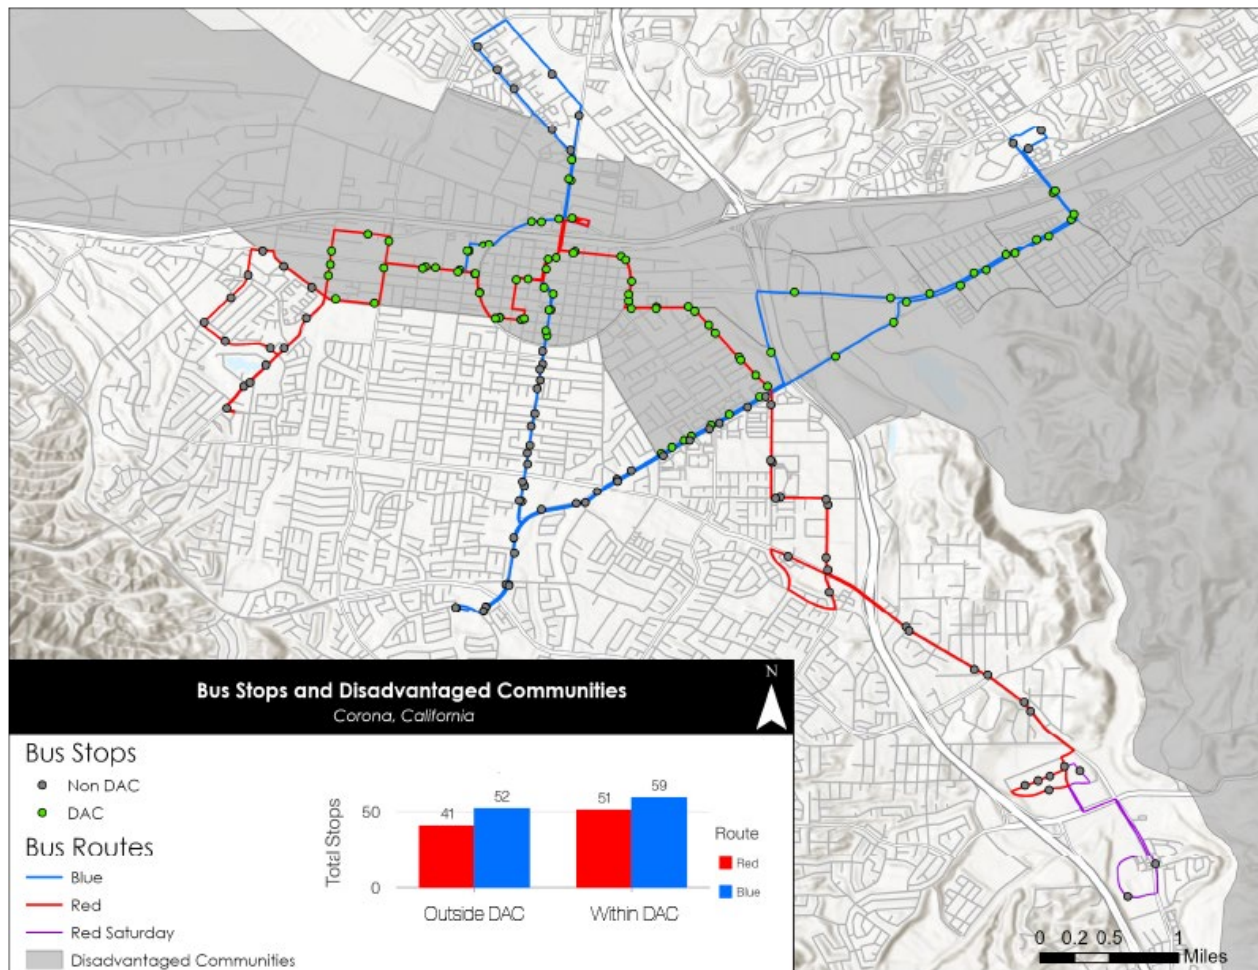 Bus Stops and Disadvantaged Communities
Corona, California
N
Bus Stops
Non DAC
DAC
Bus Routes
Blue
Red
Red Saturday
Disadvantaged Communities
Total Stops
50
0
41
52
51
59
Outside DAC
Within DAC
Route
Red
Blue
0 0.2 0.5 1
Miles